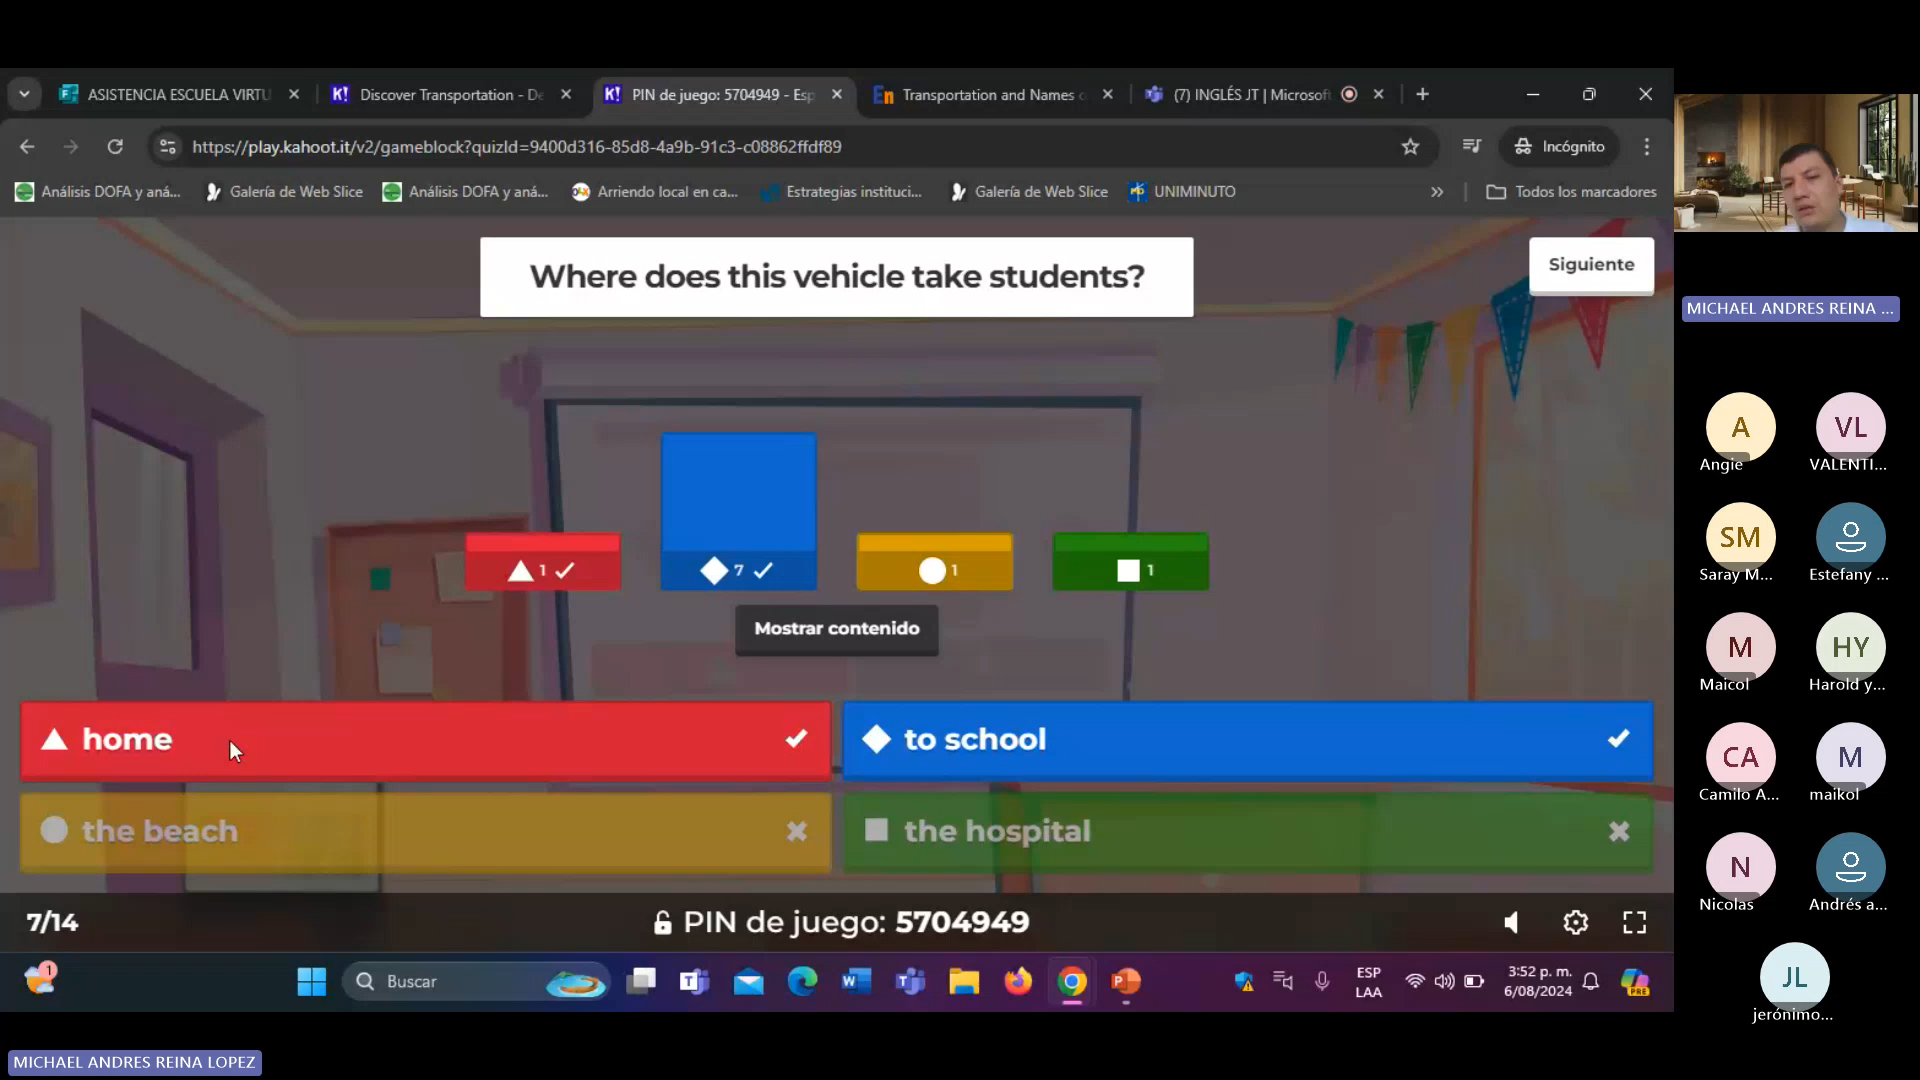 ASISTENCIA ESCUELA VIRTU
Discover Transportation - De
PIN de juego: 5704949 - Esp
Transportation and Names o
(7) INGLÉS JT | Microsoft
https://play.kahoot.it/v2/gameblock?quizId=9400d316-85d8-4a9b-91c3-c08862ffdf89
Incógnito
Análisis DOFA y aná...
Galería de Web Slice
Análisis DOFA y aná...
Arriendo local en ca...
Estrategias instituci...
Galería de Web Slice
UNIMINUTO
Todos los marcadores
Where does this vehicle take students?
Siguiente
1
7
1
1
Mostrar contenido
home
to school
the beach
the hospital
7/14
PIN de juego: 5704949
1
Buscar
ESP
LAA
3:52 p. m.
6/08/2024
PRE
MICHAEL ANDRES REINA ...
A
Angie
VL
VALENTI...
SM
Saray M...
Estefany ...
M
Maicol
HY
Harold y...
CA
Camilo A...
M
maikol
N
Nicolas
Andrés a...
JL
jerónimo...
MICHAEL ANDRES REINA LOPEZ